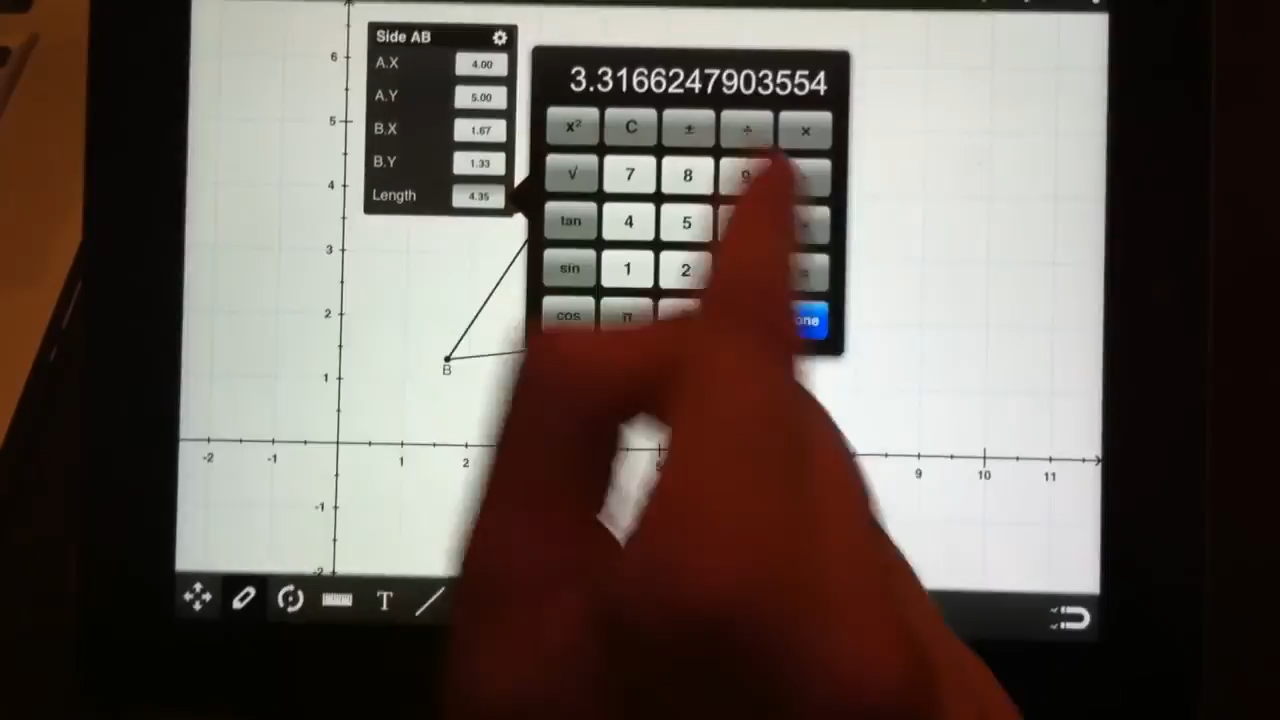 Side AB
A.X 4.00
A.Y 5.00
B.X 1.67
B.Y 1.33
Length 4.35
3.3166247903554
x² C ± ÷ ×
√ 7 8 9
tan 4 5
sin 1 2 =
cos π
6
5
4
3
2
1
-1
-2
B
-2 -1 1 2 9 10 11
T